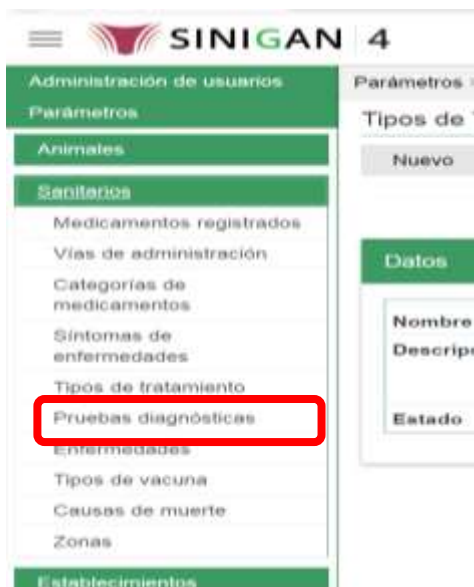 SINIGAN 4
Administración de usuarios
Parámetros
Animales
Sanitarios
Medicamentos registrados
Vías de administración
Categorías de
medicamentos
Síntomas de
enfermedades
Tipos de tratamiento
Pruebas diagnósticas
Enfermedades
Tipos de vacuna
Causas de muerte
Zonas
Establecimientos
Parámetros
Tipos de
Nuevo
Datos
Nombre
Descripc
Estado